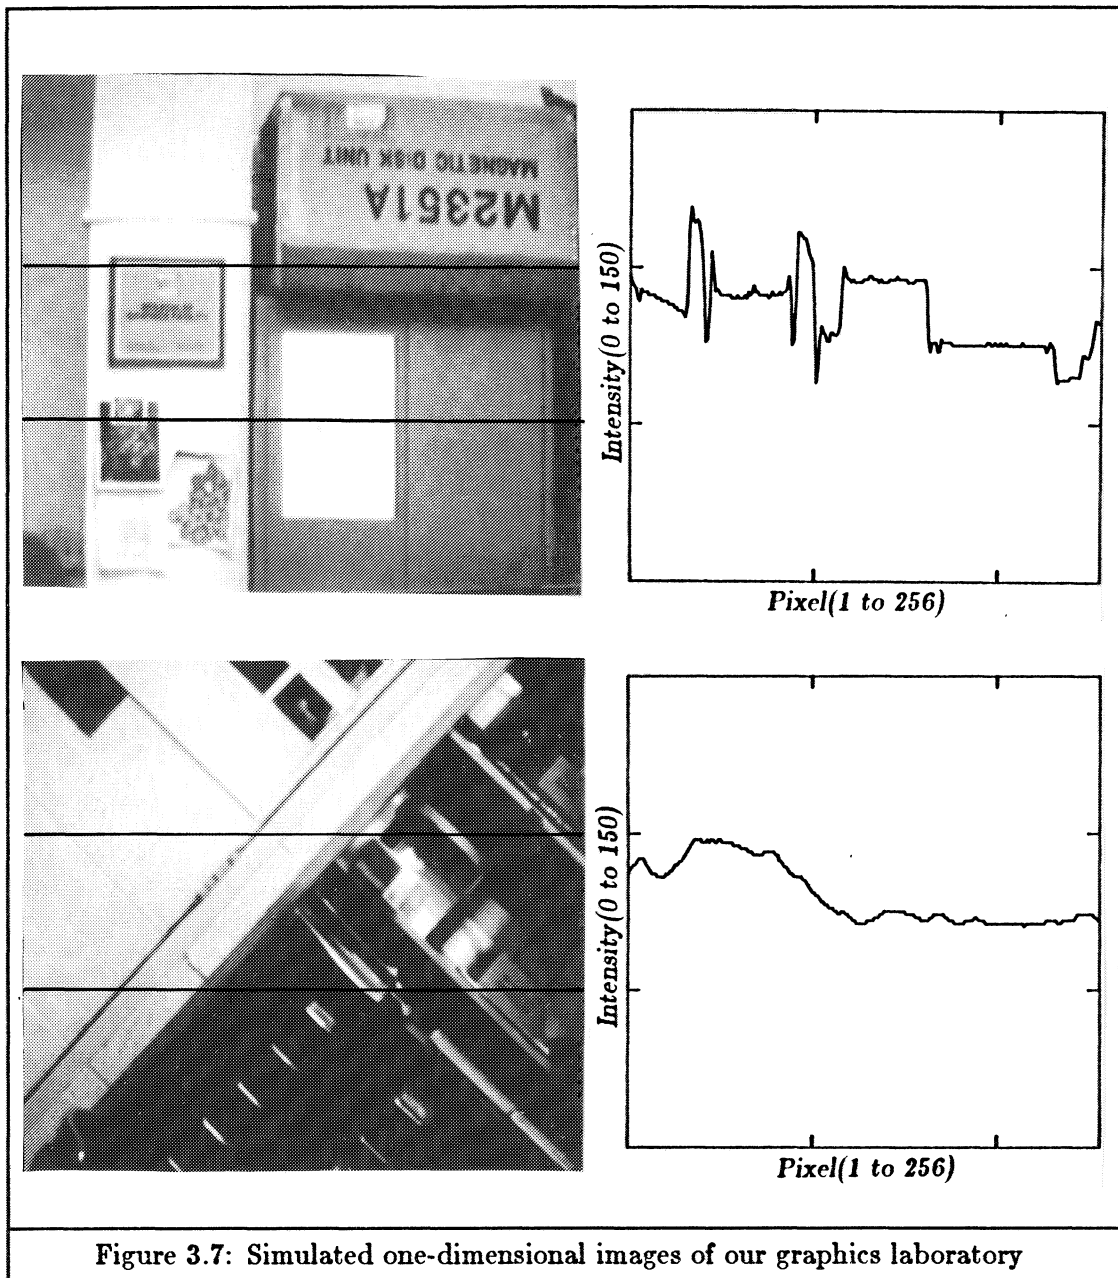 MAGNETIC DISK UNIT
M2351A
Intensity(0 to 150)
Pixel(1 to 256)
Intensity(0 to 150)
Pixel(1 to 256)
Figure 3.7: Simulated one-dimensional images of our graphics laboratory